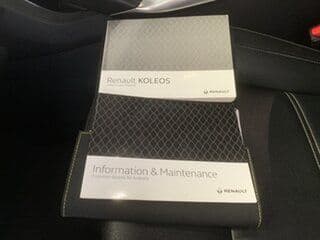 Renault KOLEOS
RENAULT
Information & Maintenance
RENAULT